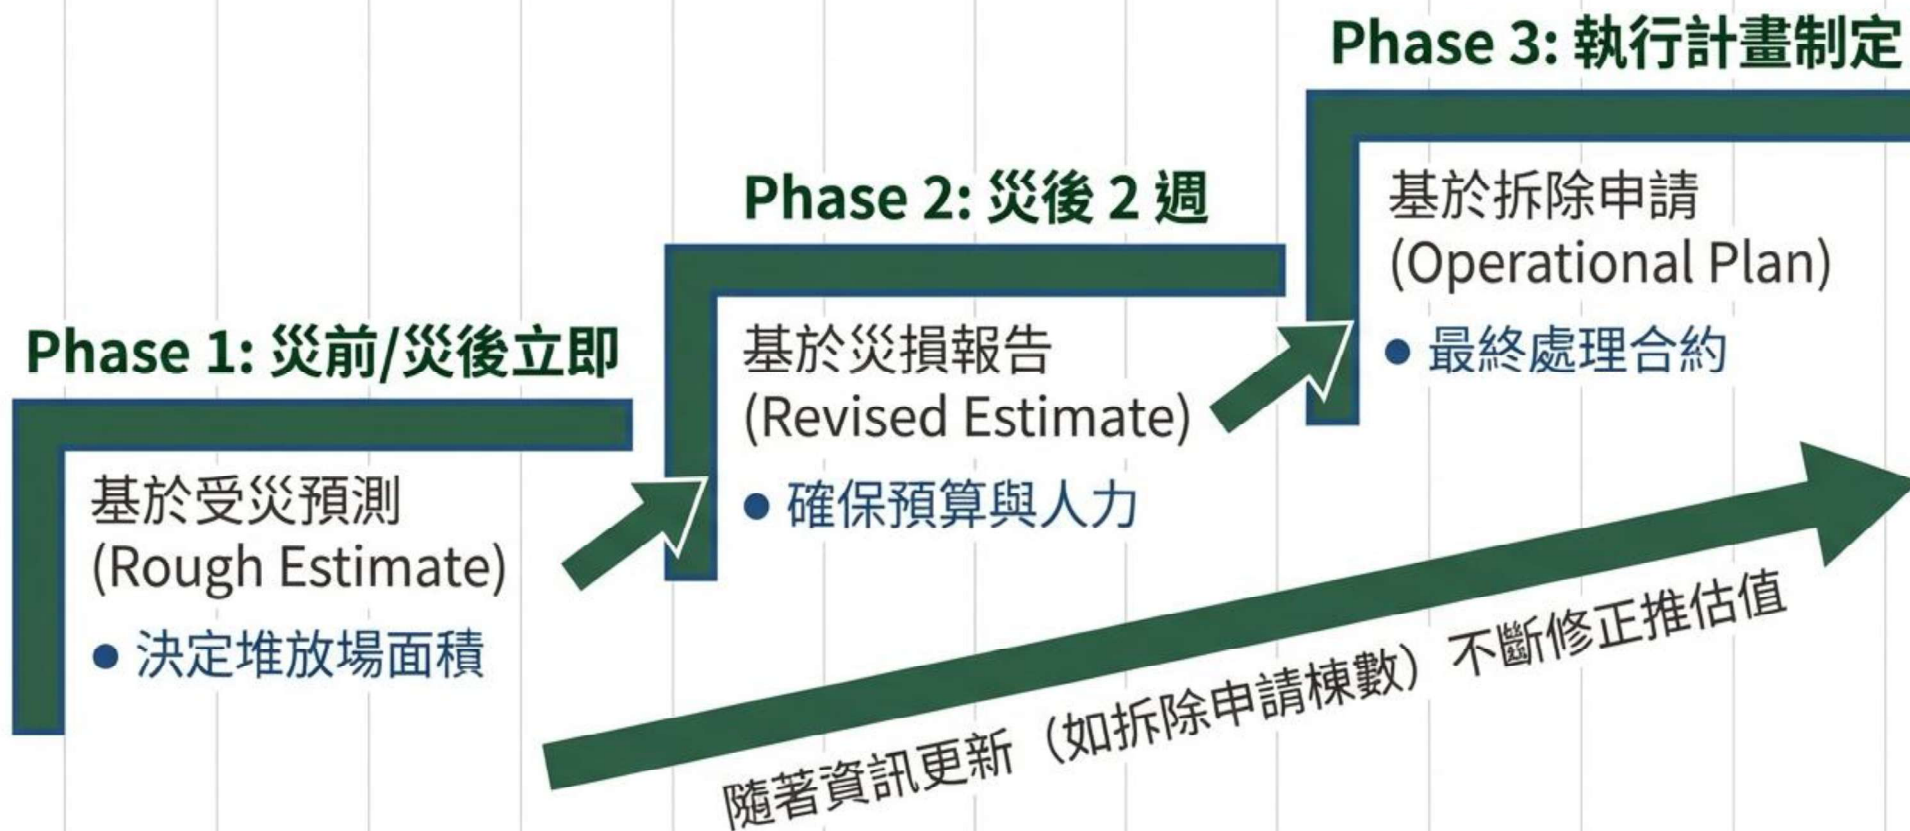 Phase 1: 災前/災後立即
基於受災預測
(Rough Estimate)
● 決定堆放場面積
Phase 2: 災後 2 週
基於災損報告
(Revised Estimate)
● 確保預算與人力
Phase 3: 執行計畫制定
基於拆除申請
(Operational Plan)
● 最終處理合約
隨著資訊更新（如拆除申請棟數）不斷修正推估值